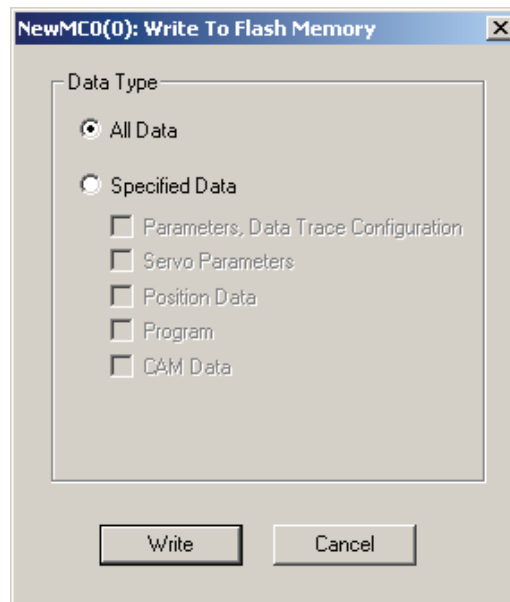 NewMC0(0): Write To Flash Memory
Data Type
All Data
Specified Data
Parameters, Data Trace Configuration
Servo Parameters
Position Data
Program
CAM Data
Write Cancel